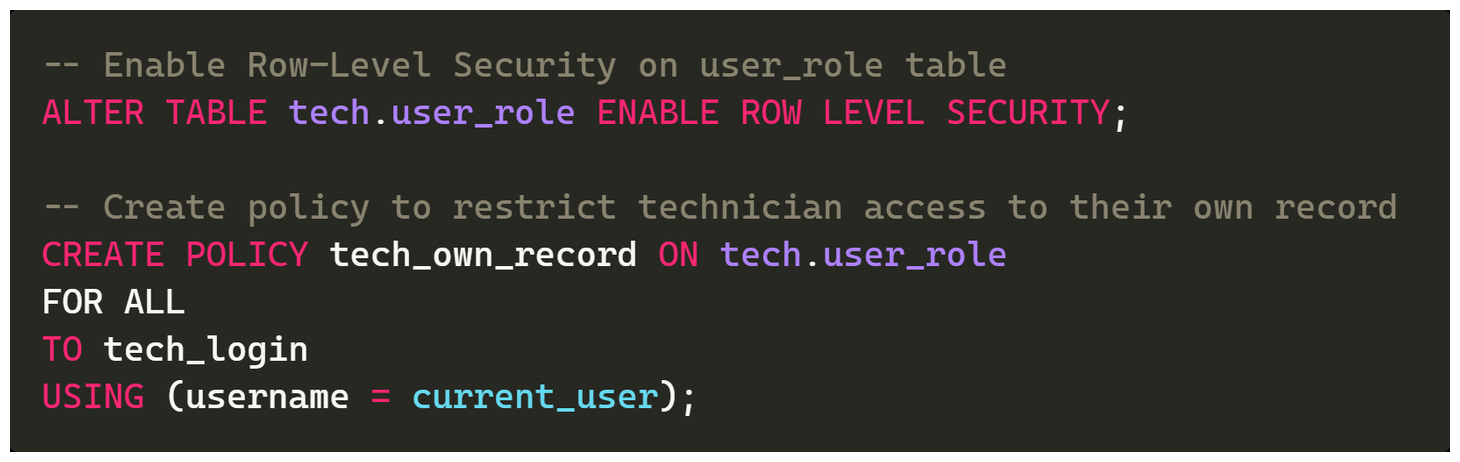 -- Enable Row-Level Security on user_role table
ALTER TABLE tech.user_role ENABLE ROW LEVEL SECURITY;
-- Create policy to restrict technician access to their own record
CREATE POLICY tech_own_record ON tech.user_role
FOR ALL
TO tech_login
USING (username = current_user);